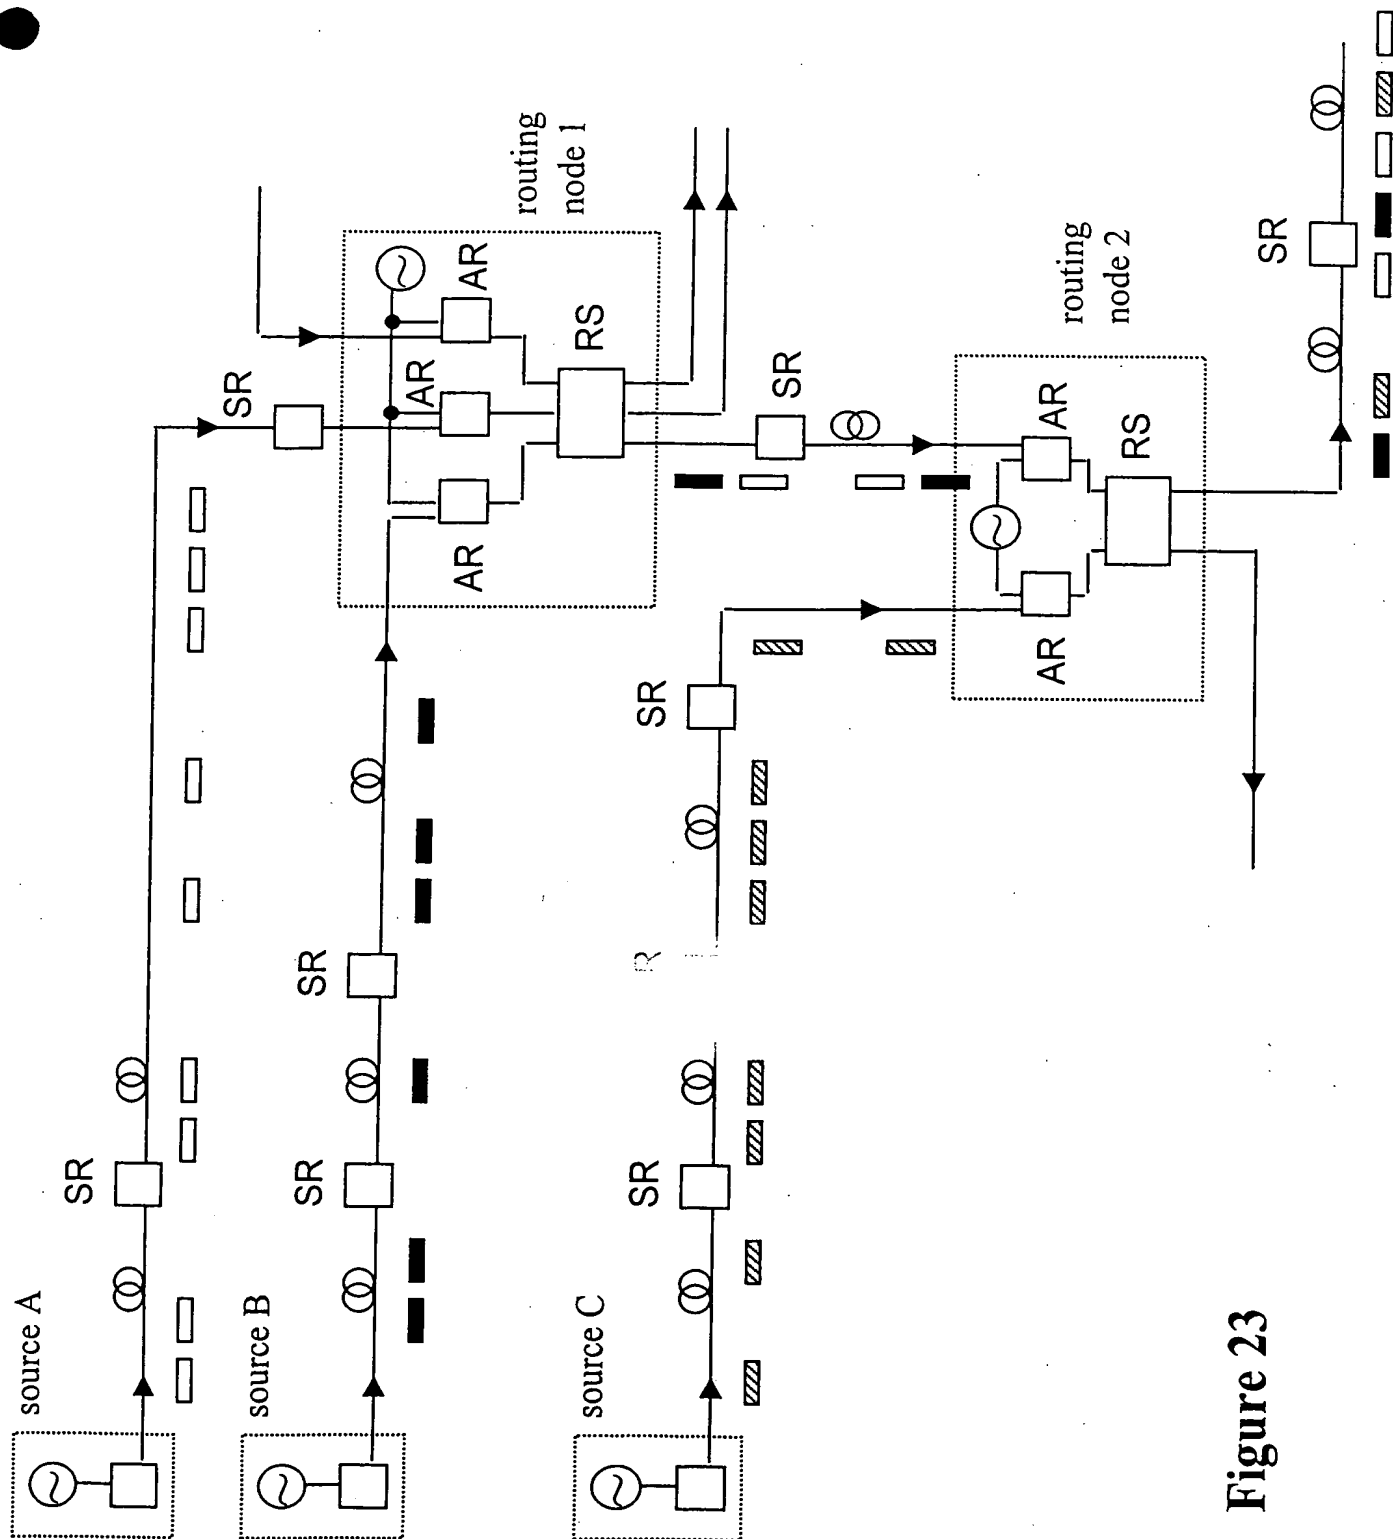 source A
SR
SR
source B
SR
SR
AR
AR
AR
RS
routing
node 1
source C
SR
R
SR
SR
AR
AR
RS
routing
node 2
SR
Figure 23